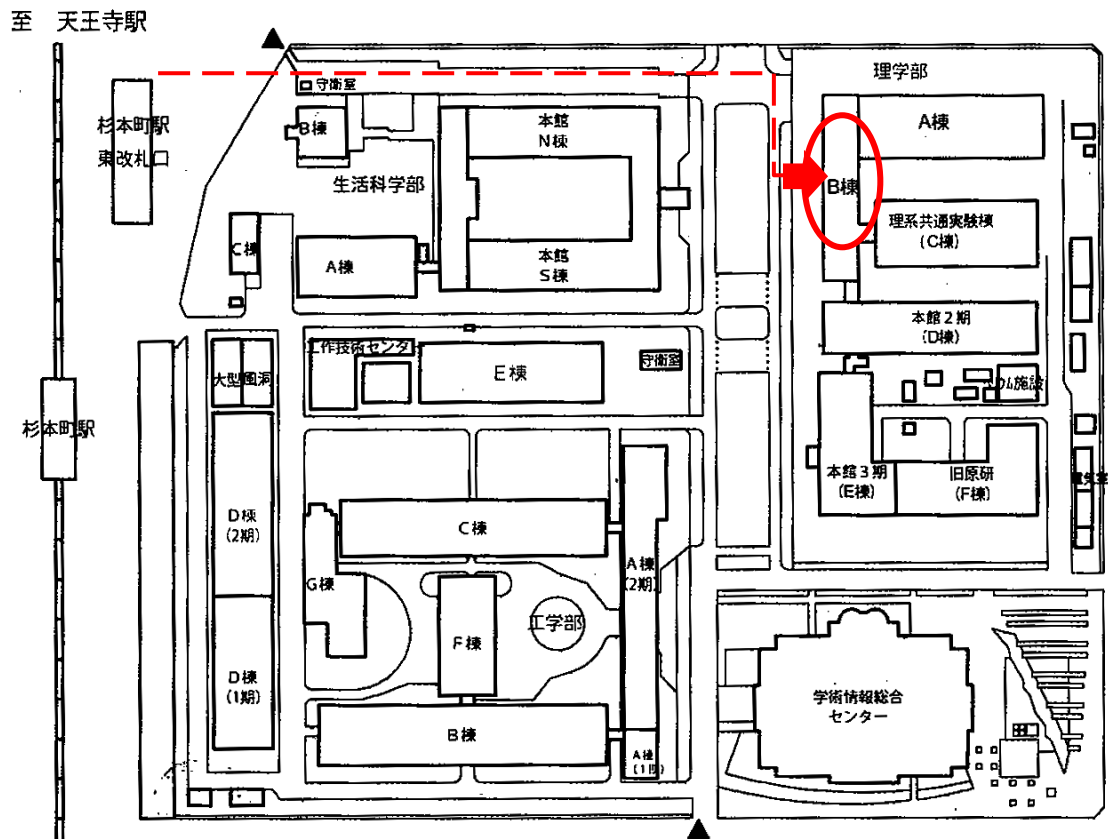 至　天王寺駅
守衛室
理学部
杉本町駅
東改札口
B棟
本館
N棟
A棟
生活科学部
B棟
C棟
A棟
本館
S棟
理系共通実験棟
(C棟)
本館2期
(D棟)
工作技術センター
大型風洞
E棟
守衛室
杉本町駅
本館3期
(E棟)
旧原研
(F棟)
電気室
D棟
(2期)
C棟
G棟
A棟
(2期)
工学部
F棟
D棟
(1期)
B棟
A棟
(1期)
学術情報総合
センター